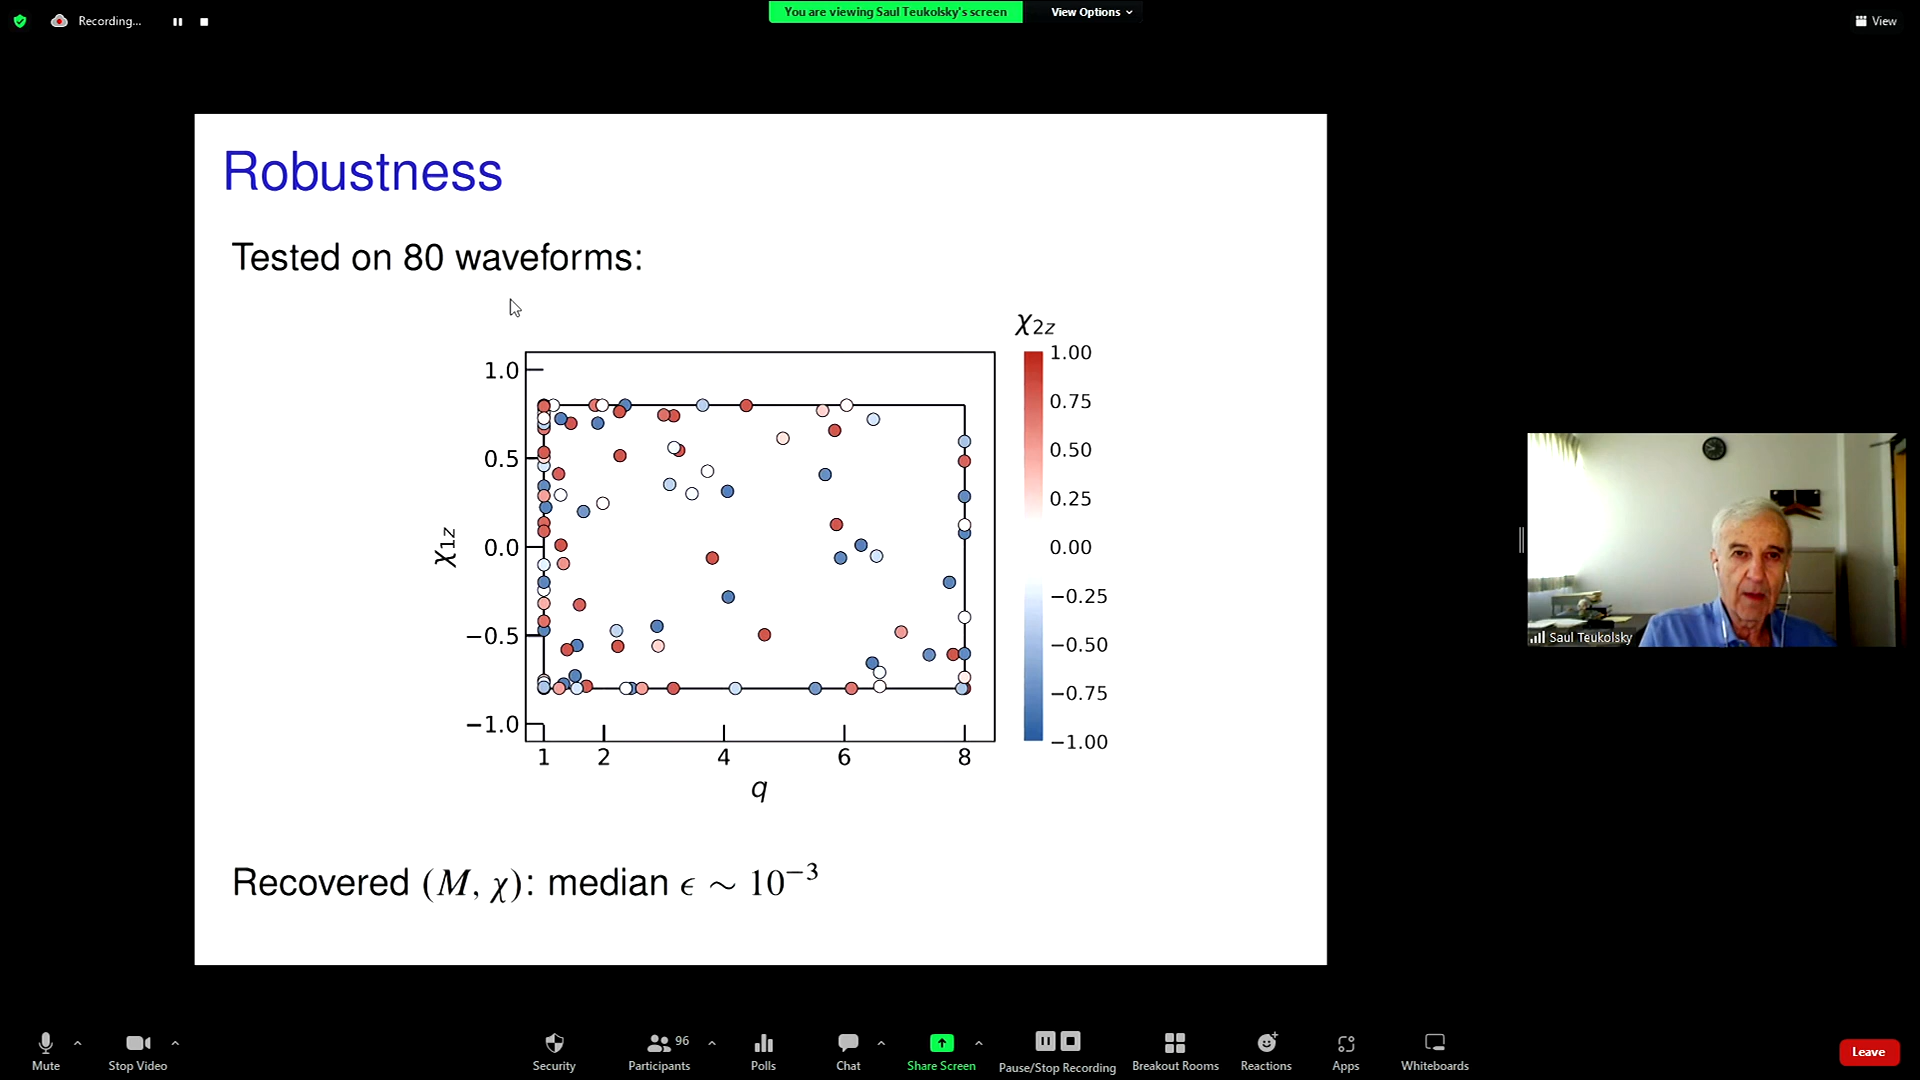 Recording...
You are viewing Saul Teukolsky's screen
View Options
View
Robustness
Tested on 80 waveforms:
χ2z
1.00
0.75
0.50
0.25
0.00
−0.25
−0.50
−0.75
−1.00
1.0
0.5
0.0
−0.5
−1.0
χ1z
1 2 4 6 8
q
Recovered (M, χ): median ϵ ∼ 10⁻³
Saul Teukolsky
Mute
Stop Video
Security
Participants 96
Polls
Chat
Share Screen
Pause/Stop Recording
Breakout Rooms
Reactions
Apps
Whiteboards
Leave